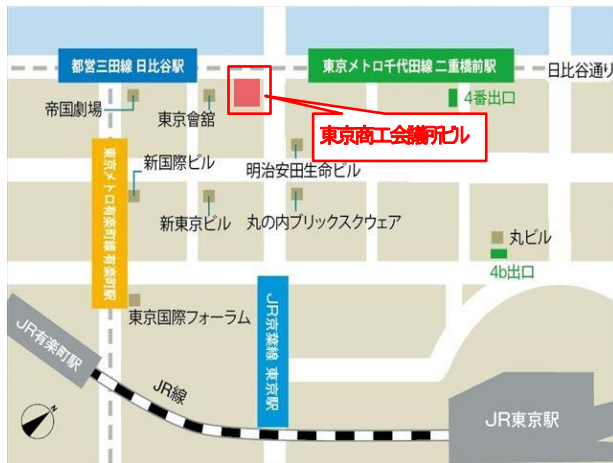 都営三田線 日比谷駅
東京メトロ千代田線 二重橋前駅
日比谷通り
帝国劇場
東京會舘
4番出口
東京商工会議所ビル
東京メトロ有楽町線 有楽町駅
新国際ビル
明治安田生命ビル
新東京ビル
丸の内ブリックスクウェア
丸ビル
4b出口
JR京葉線 東京駅
東京国際フォーラム
JR有楽町駅
JR線
JR東京駅
N